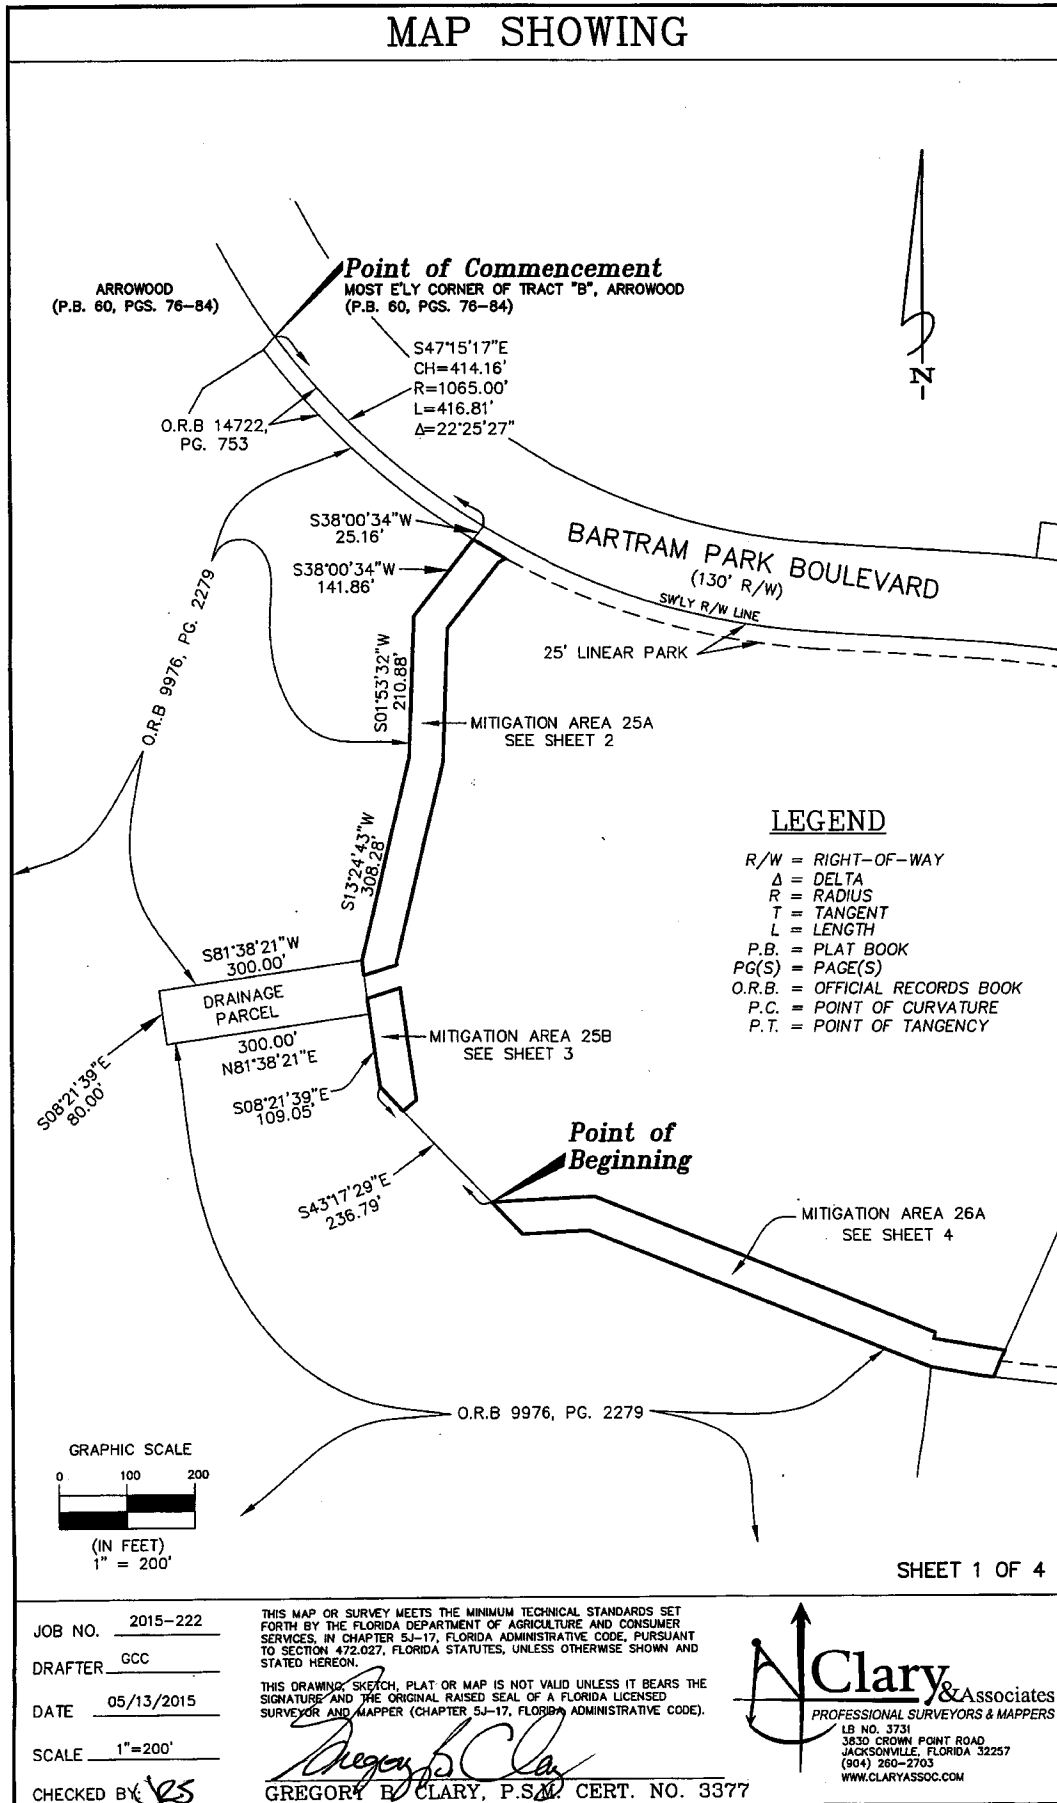 MAP SHOWING
Point of Commencement
MOST E'LY CORNER OF TRACT "B", ARROWOOD
(P.B. 60, PGS. 76-84)
ARROWOOD
(P.B. 60, PGS. 76-84)
S47°15'17"E
CH=414.16'
R=1065.00'
L=416.81'
Δ=22°25'27"
O.R.B 14722,
PG. 753
N
S38°00'34"W
25.16'
S38°00'34"W
141.86'
BARTRAM PARK BOULEVARD
(130' R/W)
SW'LY R/W LINE
25' LINEAR PARK
O.R.B 9976, PG. 2279
S01°53'32"W
210.88'
MITIGATION AREA 25A
SEE SHEET 2
S13°24'43"W
308.28'
LEGEND
R/W = RIGHT-OF-WAY
Δ = DELTA
R = RADIUS
T = TANGENT
L = LENGTH
P.B. = PLAT BOOK
PG(S) = PAGE(S)
O.R.B. = OFFICIAL RECORDS BOOK
P.C. = POINT OF CURVATURE
P.T. = POINT OF TANGENCY
S81°38'21"W
300.00'
DRAINAGE
PARCEL
300.00'
N81°38'21"E
S08°21'39"E
80.00'
MITIGATION AREA 25B
SEE SHEET 3
S08°21'39"E
109.05'
S43°17'29"E
236.79'
Point of
Beginning
MITIGATION AREA 26A
SEE SHEET 4
O.R.B 9976, PG. 2279
GRAPHIC SCALE
0 100 200
(IN FEET)
1" = 200'
SHEET 1 OF 4
JOB NO. 2015-222
DRAFTER GCC
DATE 05/13/2015
SCALE 1"=200'
CHECKED BY:
THIS MAP OR SURVEY MEETS THE MINIMUM TECHNICAL STANDARDS SET
FORTH BY THE FLORIDA DEPARTMENT OF AGRICULTURE AND CONSUMER
SERVICES, IN CHAPTER 5J-17, FLORIDA ADMINISTRATIVE CODE, PURSUANT
TO SECTION 472.027, FLORIDA STATUTES, UNLESS OTHERWISE SHOWN AND
STATED HEREON.
THIS DRAWING, SKETCH, PLAT OR MAP IS NOT VALID UNLESS IT BEARS THE
SIGNATURE AND THE ORIGINAL RAISED SEAL OF A FLORIDA LICENSED
SURVEYOR AND MAPPER (CHAPTER 5J-17, FLORIDA ADMINISTRATIVE CODE).
Gregory B Clary
GREGORY B. CLARY, P.S.M. CERT. NO. 3377
Clary
& Associates
PROFESSIONAL SURVEYORS & MAPPERS
LB NO. 3731
3830 CROWN POINT ROAD
JACKSONVILLE, FLORIDA 32257
(904) 260-2703
WWW.CLARYASSOC.COM